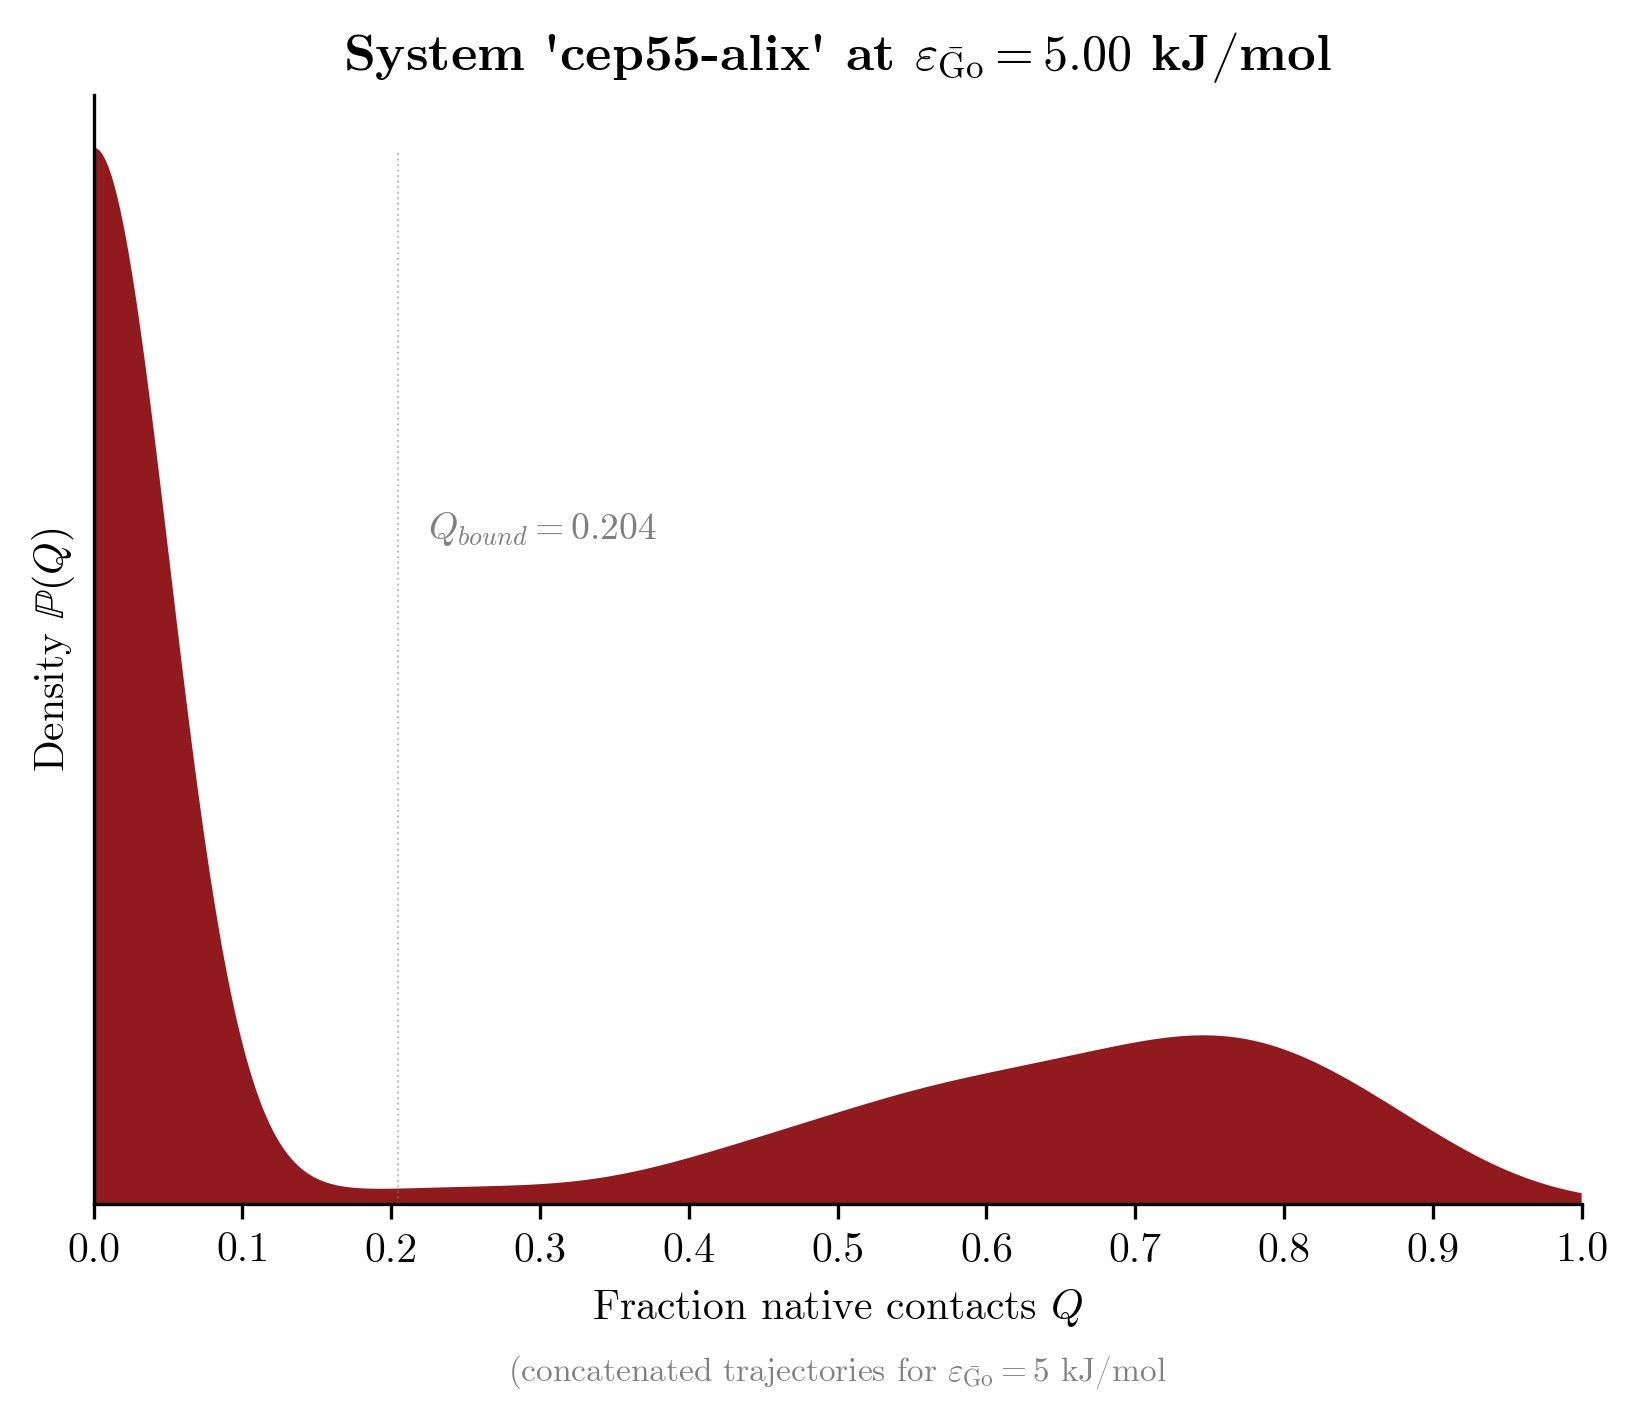 System 'cep55-alix' at ε_Ḡo = 5.00 kJ/mol
Density ℙ(Q)
Q_bound = 0.204
0.0 0.1 0.2 0.3 0.4 0.5 0.6 0.7 0.8 0.9 1.0
Fraction native contacts Q
(concatenated trajectories for ε_Ḡo = 5 kJ/mol